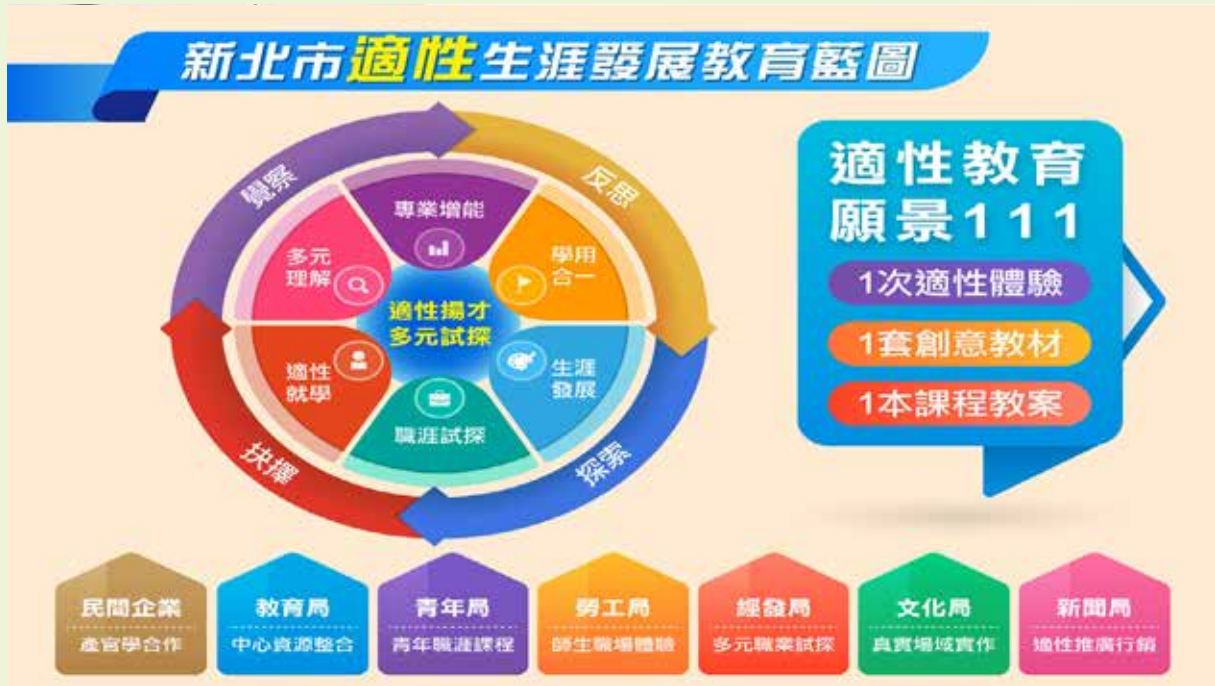 新北市適性生涯發展教育藍圖
覺察
反思
探索
抉擇
專業增能
學用
合一
生涯
發展
職涯試探
適性
就學
多元
理解
適性揚才
多元試探
適性教育
願景111
1次適性體驗
1套創意教材
1本課程教案
民間企業
產官學合作
教育局
中心資源整合
青年局
青年職涯課程
勞工局
師生職場體驗
經發局
多元職業試探
文化局
真實場域實作
新聞局
適性推廣行銷